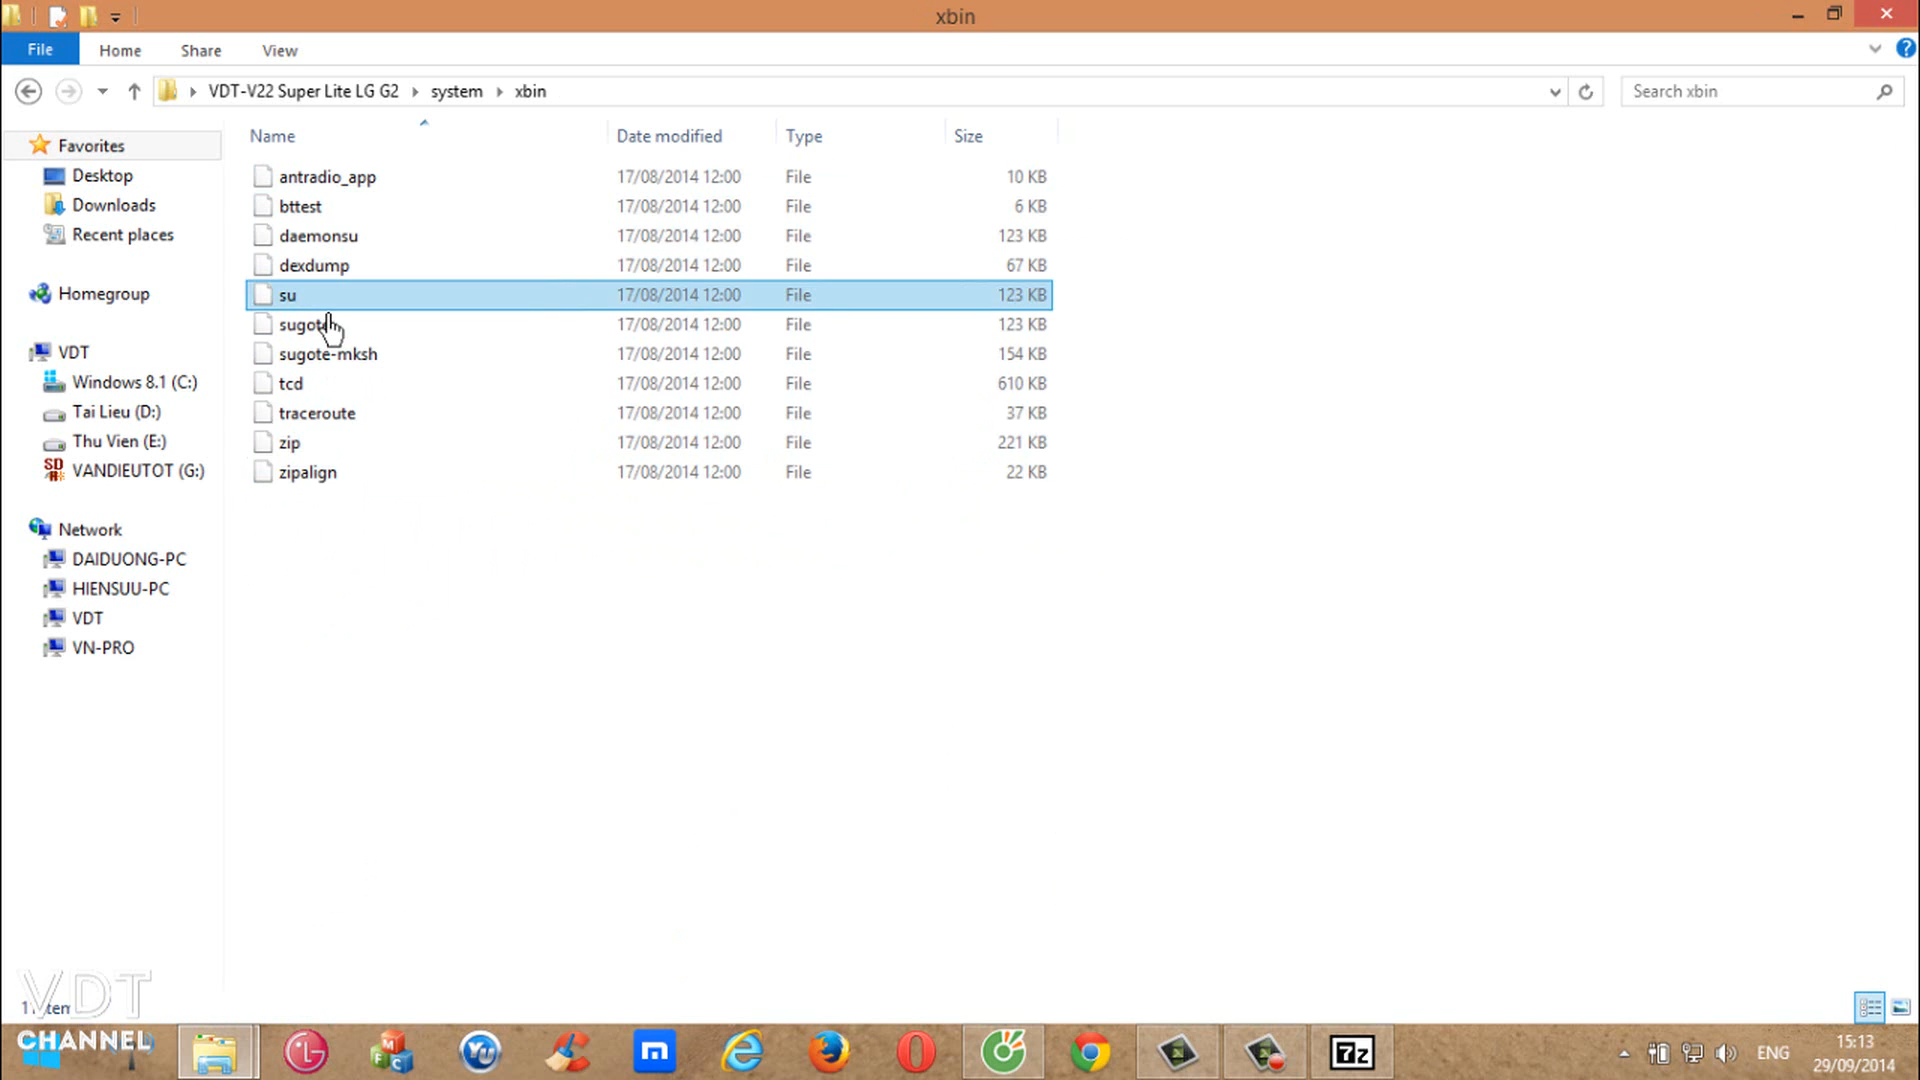 xbin
File Home Share View
VDT-V22 Super Lite LG G2 system xbin
Search xbin
Name Date modified Type Size
Favorites
Desktop
Downloads
Recent places
Homegroup
VDT
Windows 8.1 (C:)
Tai Lieu (D:)
Thu Vien (E:)
VANDIEUTOT (G:)
Network
DAIDUONG-PC
HIENSUU-PC
VDT
VN-PRO
antradio_app 17/08/2014 12:00 File 10 KB
bttest 17/08/2014 12:00 File 6 KB
daemonsu 17/08/2014 12:00 File 123 KB
dexdump 17/08/2014 12:00 File 67 KB
su 17/08/2014 12:00 File 123 KB
sugote 17/08/2014 12:00 File 123 KB
sugote-mksh 17/08/2014 12:00 File 154 KB
tcd 17/08/2014 12:00 File 610 KB
traceroute 17/08/2014 12:00 File 37 KB
zip 17/08/2014 12:00 File 221 KB
zipalign 17/08/2014 12:00 File 22 KB
VDT
CHANNEL
7z
ENG
15:13
29/09/2014